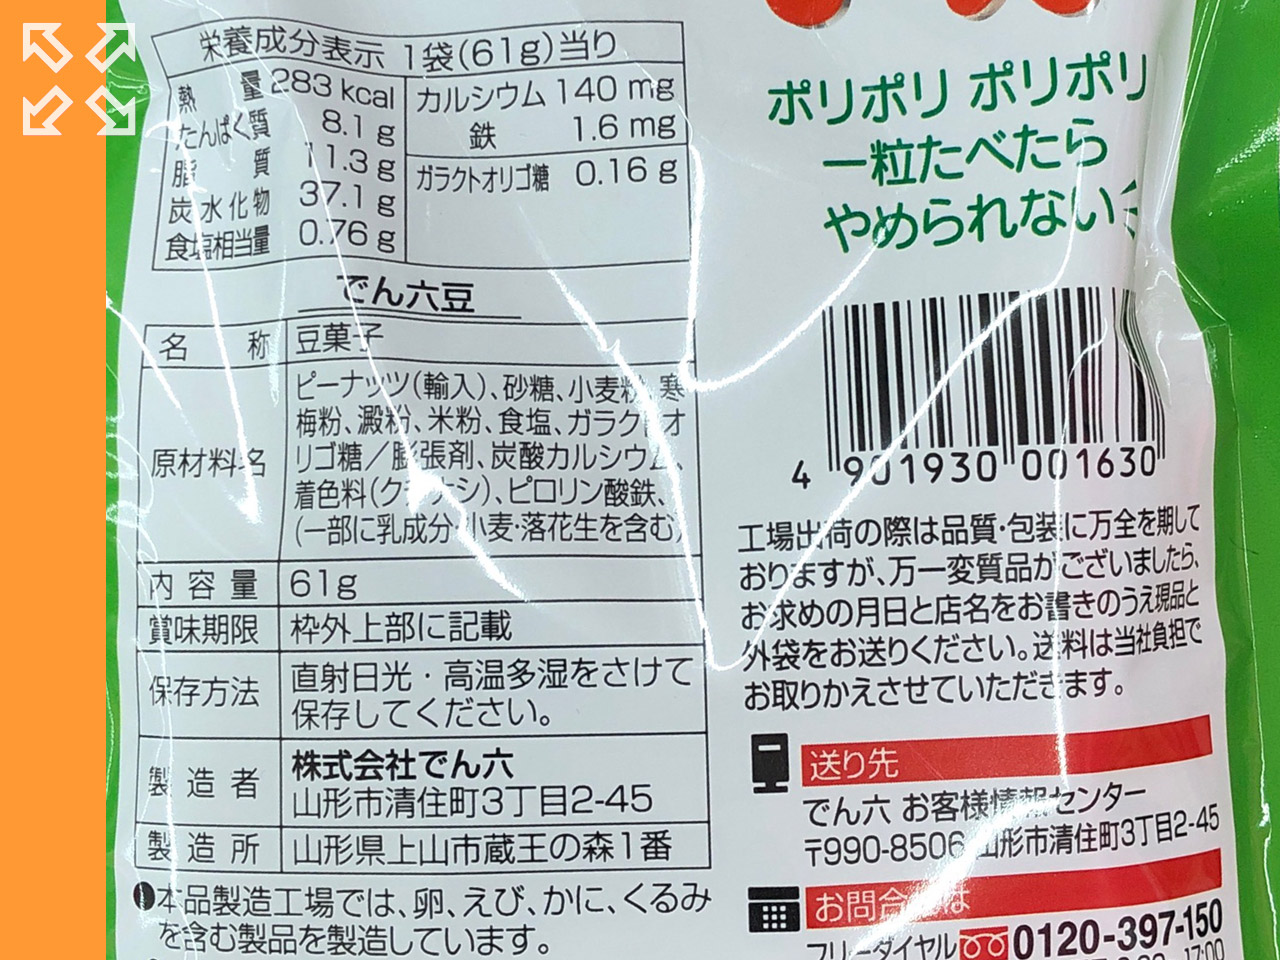 栄養成分表示 1袋(61g)当り
熱量 283 kcal
たんぱく質 8.1 g
脂質 11.3 g
炭水化物 37.1 g
食塩相当量 0.76 g
カルシウム 140 mg
鉄 1.6 mg
ガラクトオリゴ糖 0.16 g
でん六豆
名称 豆菓子
原材料名 ピーナッツ(輸入)、砂糖、小麦粉、寒
梅粉、澱粉、米粉、食塩、ガラクトオ
リゴ糖/膨張剤、炭酸カルシウム、
着色料(クチナシ)、ピロリン酸鉄、
(一部に乳成分・小麦・落花生を含む)
内容量 61g
賞味期限 枠外上部に記載
保存方法 直射日光・高温多湿をさけて
保存してください。
製造者 株式会社でん六
山形市清住町3丁目2-45
製造所 山形県上山市蔵王の森1番
❶本品製造工場では、卵、えび、かに、くるみ
を含む製品を製造しています。
ポリポリ ポリポリ
一粒たべたら
やめられない
4 901930 001630
工場出荷の際は品質・包装に万全を期して
おりますが、万一変質品がございましたら、
お求めの月日と店名をお書きのうえ現品と
外袋をお送りください。送料は当社負担で
お取りかえさせていただきます。
送り先
でん六 お客様情報センター
〒990-8506 山形市清住町3丁目2-45
お問合せは
フリーダイヤル 0120-397-150
17:00